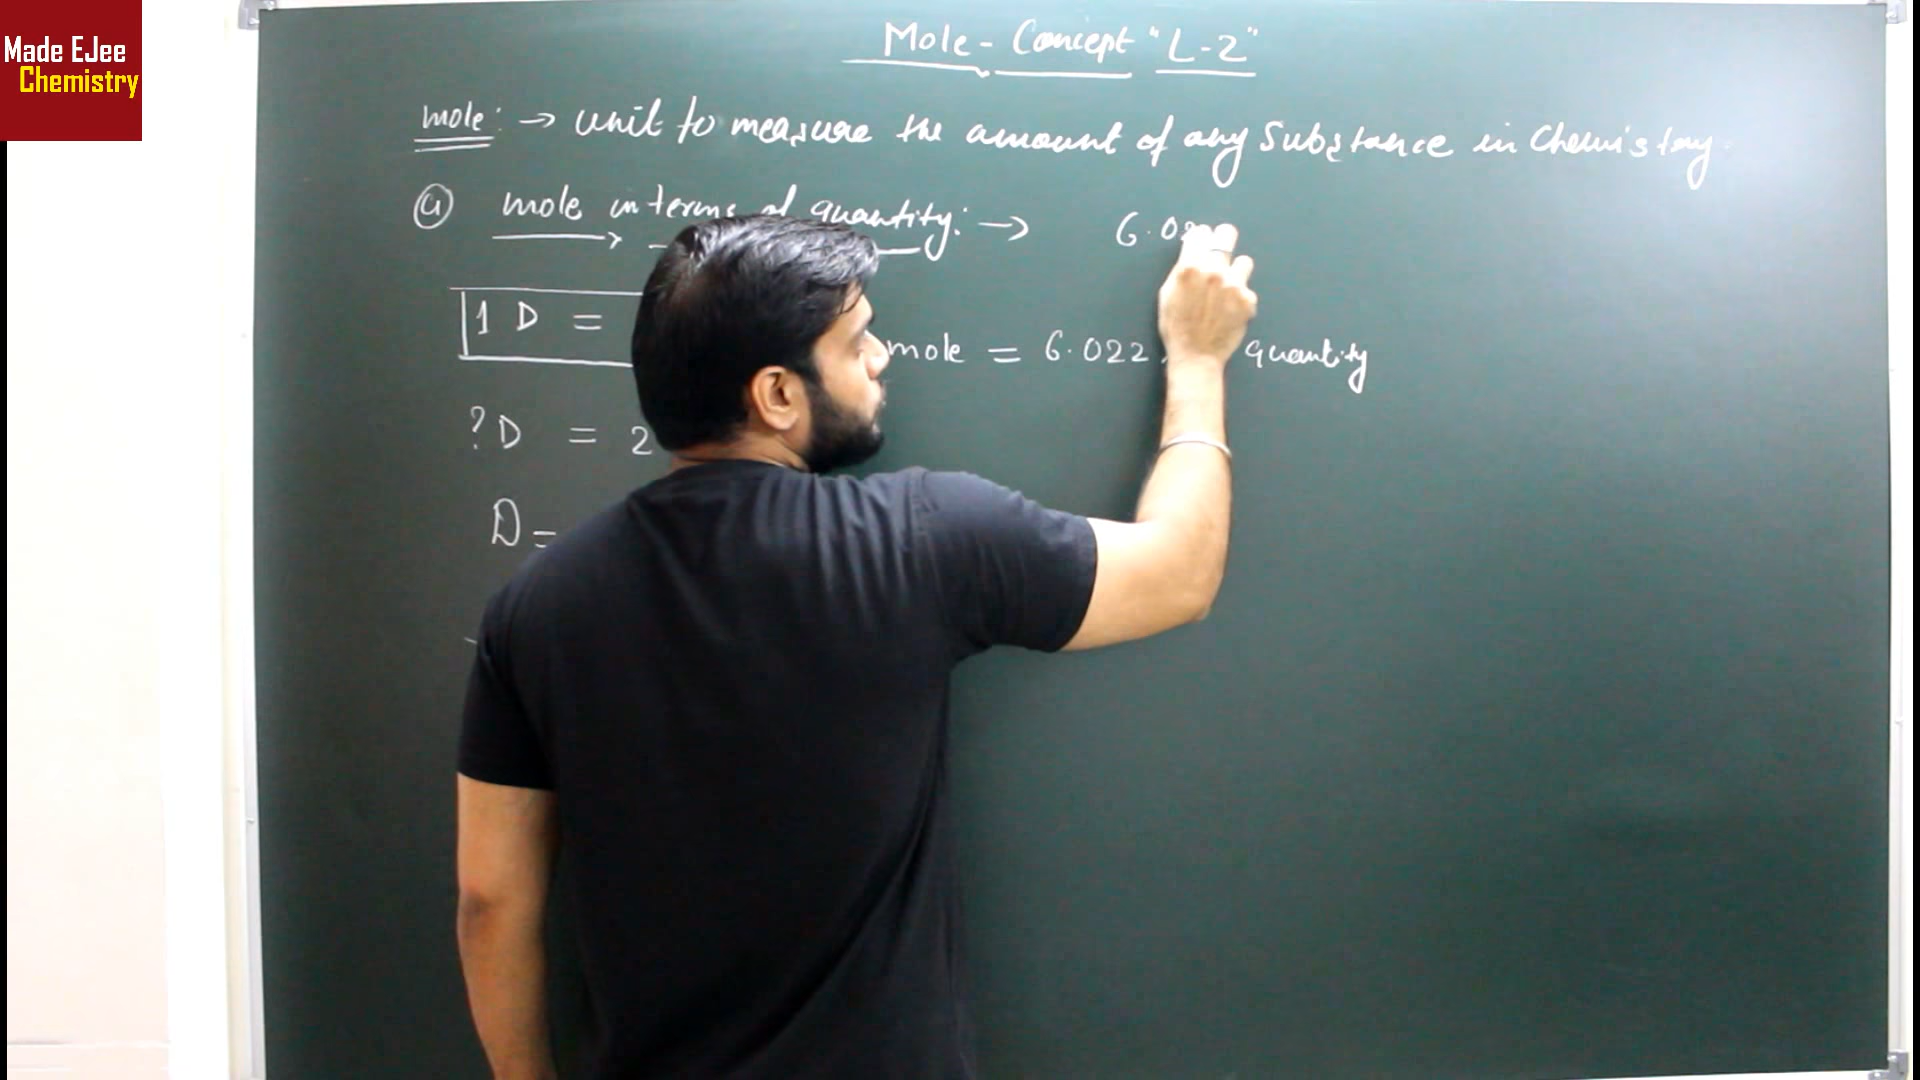 Made EJee
Chemistry
Mole - Concept "L-2"
mole: → unit to measure the amount of any Substance in Chemistry.
a mole in terms of quantity: → 6.02
1 D =
mole = 6.022 quantity
? D = 2
D =